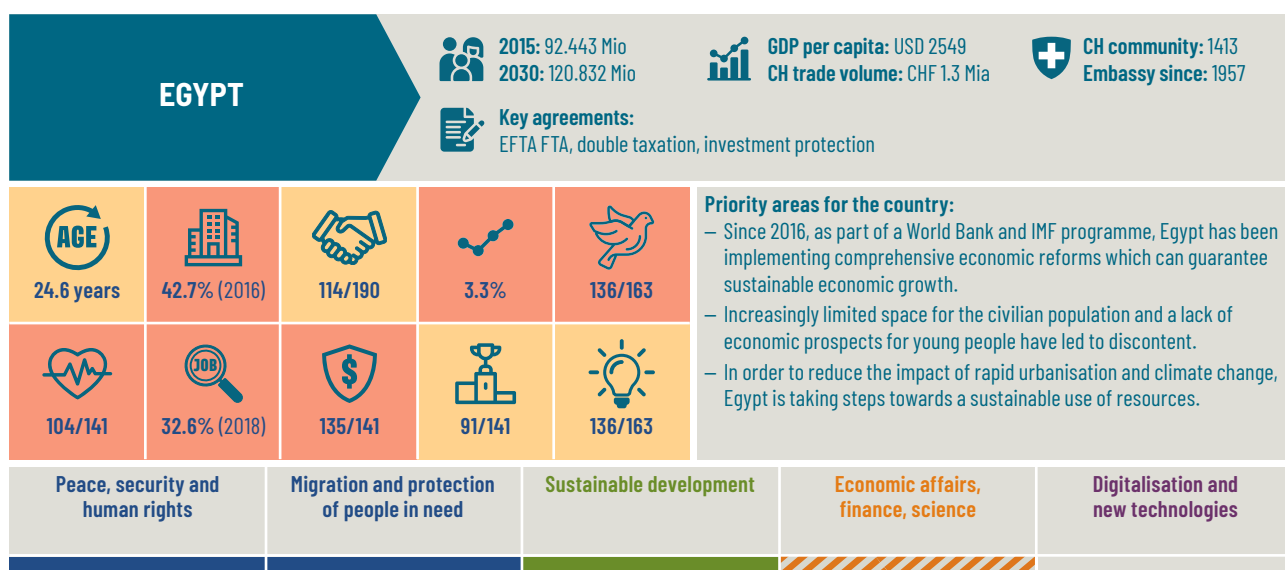 EGYPT
2015: 92.443 Mio
2030: 120.832 Mio
GDP per capita: USD 2549
CH trade volume: CHF 1.3 Mia
CH community: 1413
Embassy since: 1957
Key agreements:
EFTA FTA, double taxation, investment protection
AGE
24.6 years
42.7% (2016)
114/190
3.3%
136/163
104/141
JOB
32.6% (2018)
$
135/141
91/141
136/163
Priority areas for the country:
– Since 2016, as part of a World Bank and IMF programme, Egypt has been
implementing comprehensive economic reforms which can guarantee
sustainable economic growth.
– Increasingly limited space for the civilian population and a lack of
economic prospects for young people have led to discontent.
– In order to reduce the impact of rapid urbanisation and climate change,
Egypt is taking steps towards a sustainable use of resources.
Peace, security and
human rights
Migration and protection
of people in need
Sustainable development
Economic affairs,
finance, science
Digitalisation and
new technologies